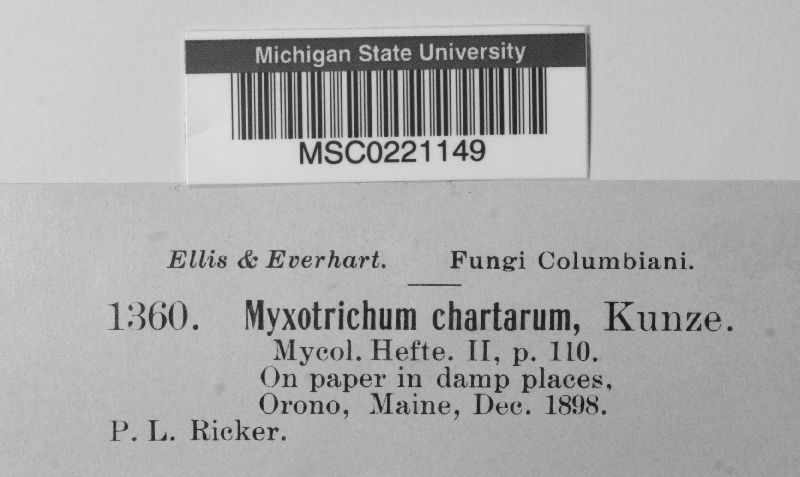 Michigan State University
MSC0221149
Ellis & Everhart. Fungi Columbiani.
1360. Myxotrichum chartarum, Kunze.
Mycol. Hefte. II, p. 110.
On paper in damp places,
Orono, Maine, Dec. 1898.
P. L. Ricker.